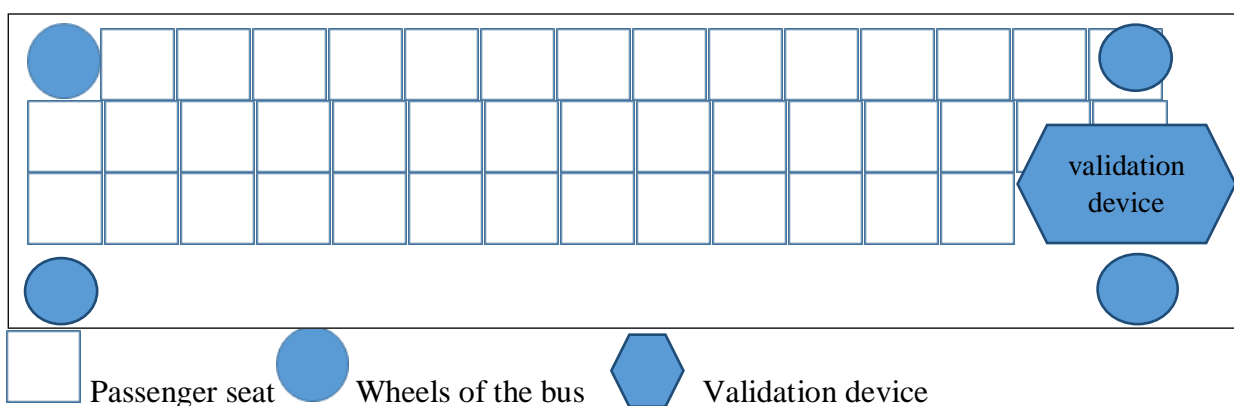 validation
device
Passenger seat Wheels of the bus Validation device